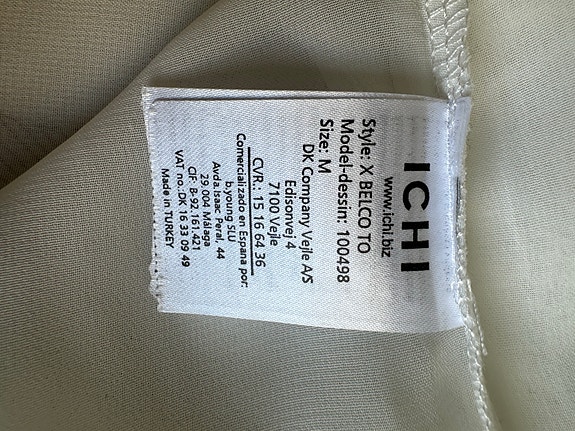 ICHI
www.ichi.biz
Style: X BELCO TO
Model-dessin: 100498
Size: M
DK Company Vejle A/S
Edisonvej 4
7100 Vejle
CVR.: 15 16 64 36
Comercializado en Espana por:
b.young SLU
Avda.Isaac Peral, 44
29.004 Málaga
CIF: B-92.161.421
VAT no.:DK 16 33 09 49
Made in TURKEY